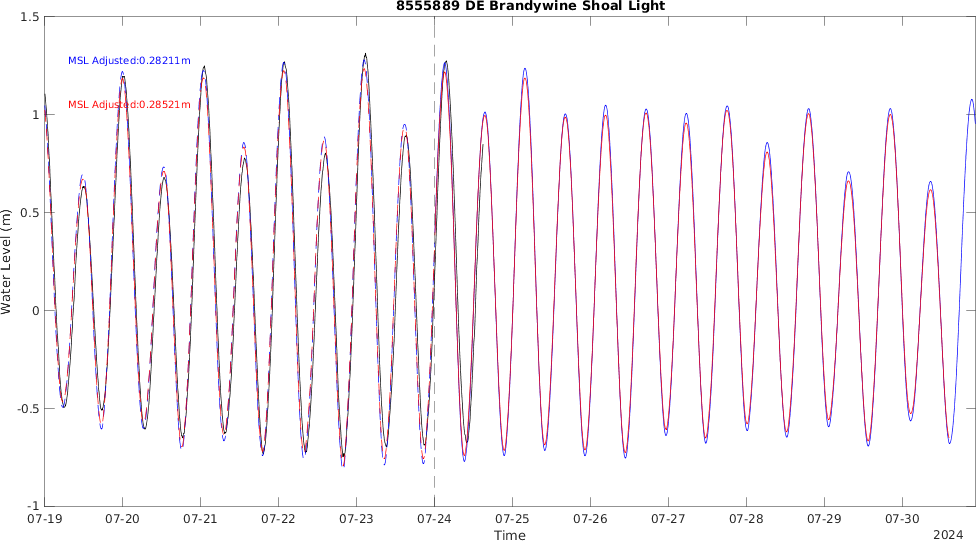 8555889 DE Brandywine Shoal Light
1.5
MSL Adjusted:0.28211m
MSL Adjusted:0.28521m
1
0.5
0
-0.5
-1
Water Level (m)
07-19 07-20 07-21 07-22 07-23 07-24 07-25 07-26 07-27 07-28 07-29 07-30
Time
2024